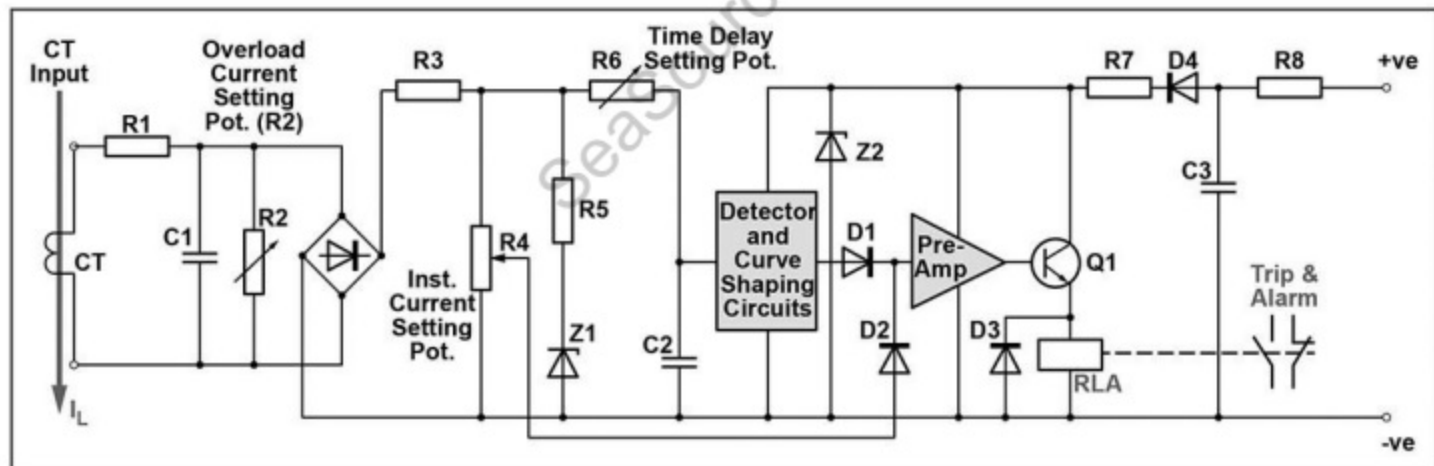 CT
Input
Overload
Current
Setting
Pot. (R2)
R3
R6
Time Delay
Setting Pot.
R7
D4
R8
+ve
R1
C1
R2
CT
R4
Inst.
Current
Setting
Pot.
R5
Z1
C2
Detector
and
Curve
Shaping
Circuits
Z2
D1
D2
Pre-
Amp
Q1
D3
RLA
C3
Trip &
Alarm
IL
-ve
SeaSour